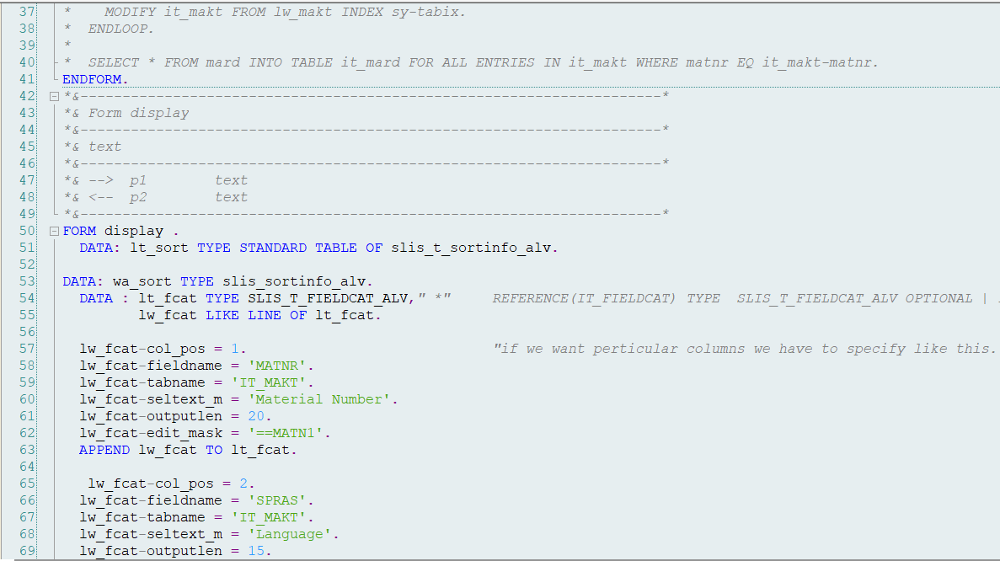 37 *    MODIFY it_makt FROM lw_makt INDEX sy-tabix.
38 *  ENDLOOP.
39 *
40 *  SELECT * FROM mard INTO TABLE it_mard FOR ALL ENTRIES IN it_makt WHERE matnr EQ it_makt-matnr.
41 ENDFORM.
42 *&---------------------------------------------------------------------*
43 *& Form display
44 *&---------------------------------------------------------------------*
45 *& text
46 *&---------------------------------------------------------------------*
47 *& -->  p1        text
48 *& <--  p2        text
49 *&---------------------------------------------------------------------*
50 FORM display .
51   DATA: lt_sort TYPE STANDARD TABLE OF slis_t_sortinfo_alv.
52
53 DATA: wa_sort TYPE slis_sortinfo_alv.
54   DATA : lt_fcat TYPE SLIS_T_FIELDCAT_ALV," *"     REFERENCE(IT_FIELDCAT) TYPE  SLIS_T_FIELDCAT_ALV OPTIONAL |
55          lw_fcat LIKE LINE OF lt_fcat.
56
57   lw_fcat-col_pos = 1.                              "if we want perticular columns we have to specify like this.
58   lw_fcat-fieldname = 'MATNR'.
59   lw_fcat-tabname = 'IT_MAKT'.
60   lw_fcat-seltext_m = 'Material Number'.
61   lw_fcat-outputlen = 20.
62   lw_fcat-edit_mask = '==MATN1'.
63   APPEND lw_fcat TO lt_fcat.
64
65    lw_fcat-col_pos = 2.
66   lw_fcat-fieldname = 'SPRAS'.
67   lw_fcat-tabname = 'IT_MAKT'.
68   lw_fcat-seltext_m = 'Language'.
69   lw_fcat-outputlen = 15.